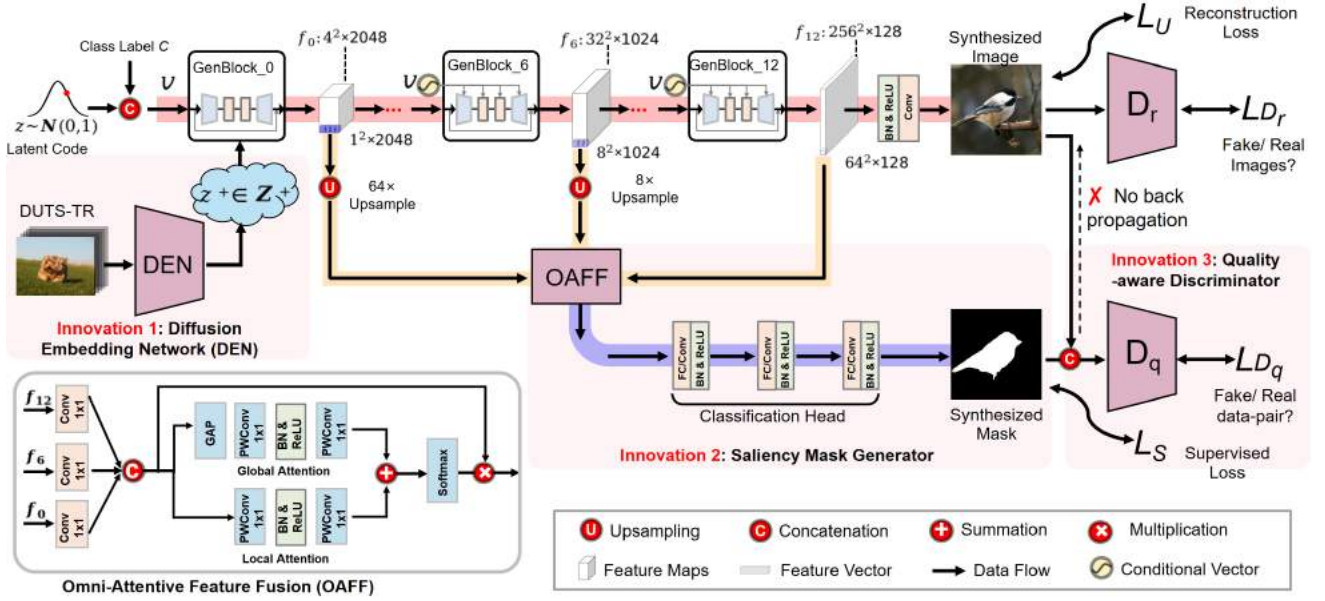 Class Label C
v
GenBlock_0
f₀: 4²×2048
v
GenBlock_6
f₆: 32²×1024
v
GenBlock_12
f₁₂: 256²×128
BN & ReLU
Conv
Synthesized
Image
L_U
Reconstruction
Loss
D_r
L_{D_r}
Fake/ Real
Images?
C
z~N(0,1)
Latent Code
1²×2048
8²×1024
64²×128
U
64×
Upsample
U
8×
Upsample
z⁺∈ Z⁺
DUTS-TR
DEN
Innovation 1: Diffusion
Embedding Network (DEN)
✗ No back
propagation
OAFF
FC/Conv
BN & ReLU
FC/Conv
BN & ReLU
FC/Conv
BN & ReLU
Classification Head
Synthesized
Mask
Innovation 2: Saliency Mask Generator
Innovation 3: Quality
-aware Discriminator
C
D_q
L_{D_q}
Fake/ Real
data-pair?
L_S
Supervised
Loss
f₁₂
Conv
1x1
f₆
Conv
1x1
f₀
Conv
1x1
C
GAP
PWConv
1x1
BN &
ReLU
PWConv
1x1
Global Attention
PWConv
1x1
BN &
ReLU
PWConv
1x1
Local Attention
Softmax
Omni-Attentive Feature Fusion (OAFF)
U Upsampling
C Concatenation
+ Summation
× Multiplication
Feature Maps
Feature Vector
Data Flow
Conditional Vector